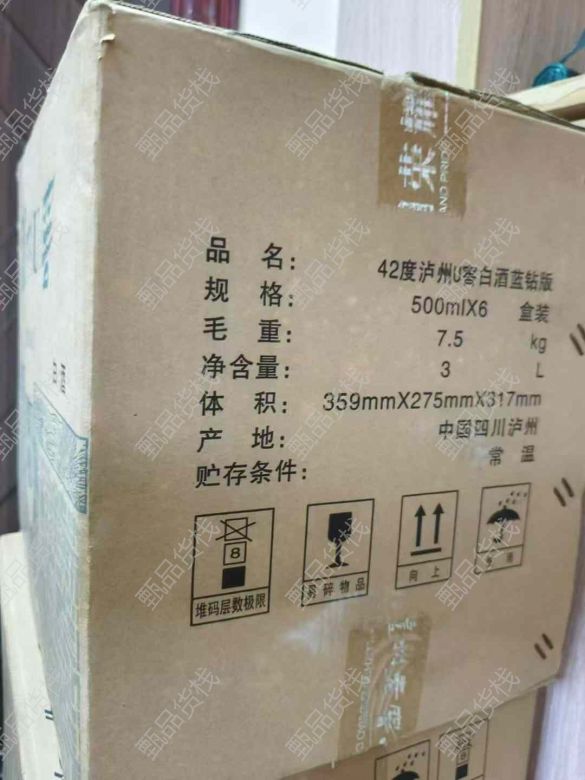 品 名: 42度泸州U客白酒蓝钻版
规 格: 500mlX6 盒装
毛 重: 7.5 kg
净含量: 3 L
体 积: 359mmX275mmX317mm
产 地: 中国四川泸州
贮存条件: 常 温
8
堆码层数极限
易碎物品
向上
甄品货栈